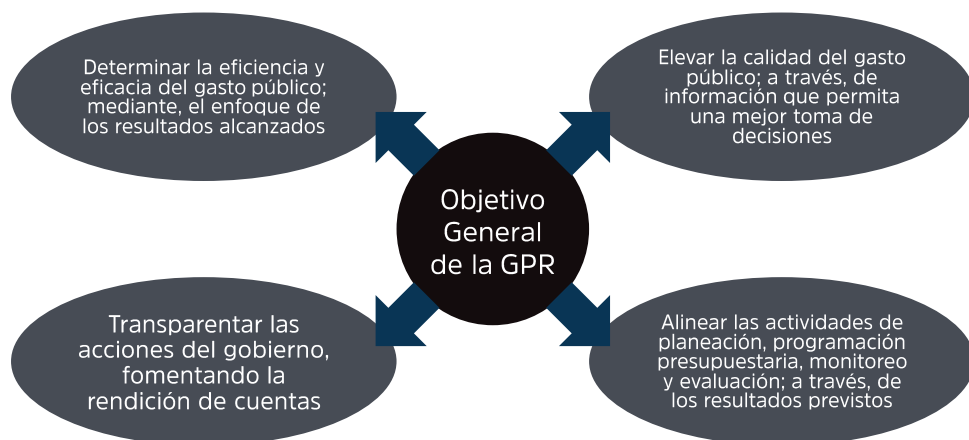 Determinar la eficiencia y
eficacia del gasto público;
mediante, el enfoque de
los resultados alcanzados
Elevar la calidad del gasto
público; a través, de
información que permita
una mejor toma de
decisiones
Objetivo
General
de la GPR
Transparentar las
acciones del gobierno,
fomentando la
rendición de cuentas
Alinear las actividades de
planeación, programación
presupuestaria, monitoreo
y evaluación; a través, de
los resultados previstos